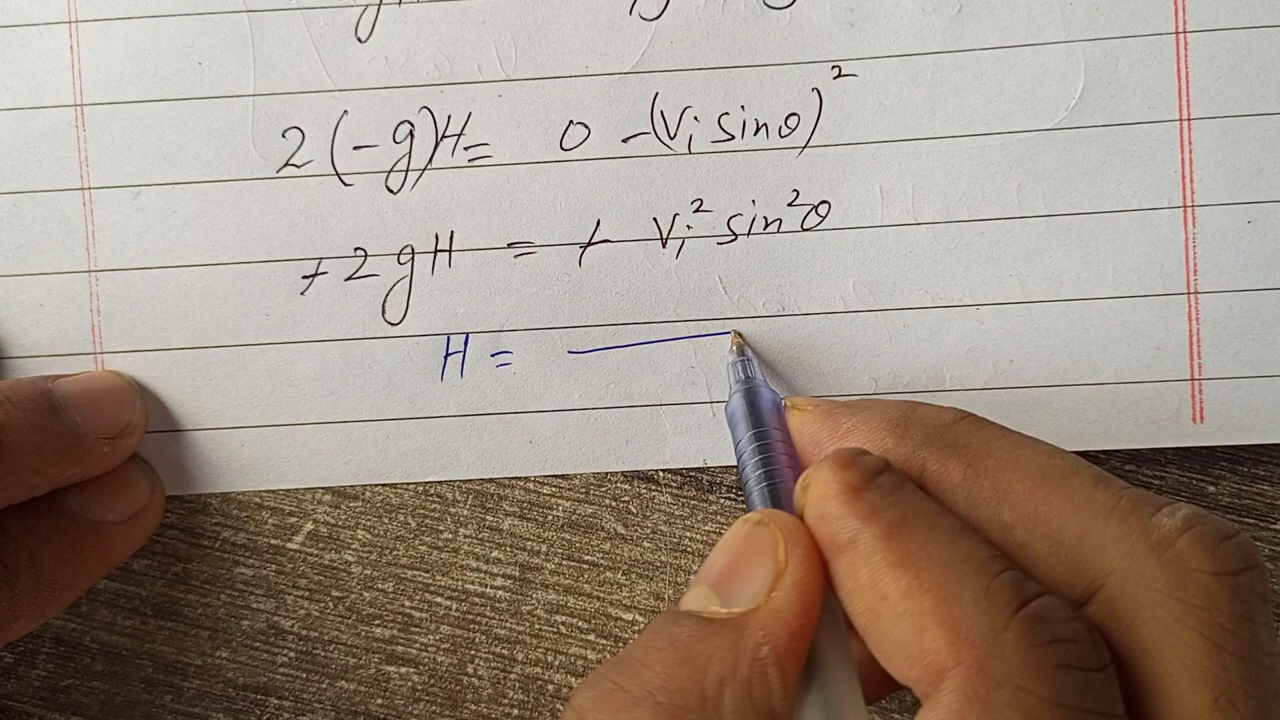 2(-g)H = 0 -(Vi sinθ)²
+2gH = + Vi² sin²θ
H =